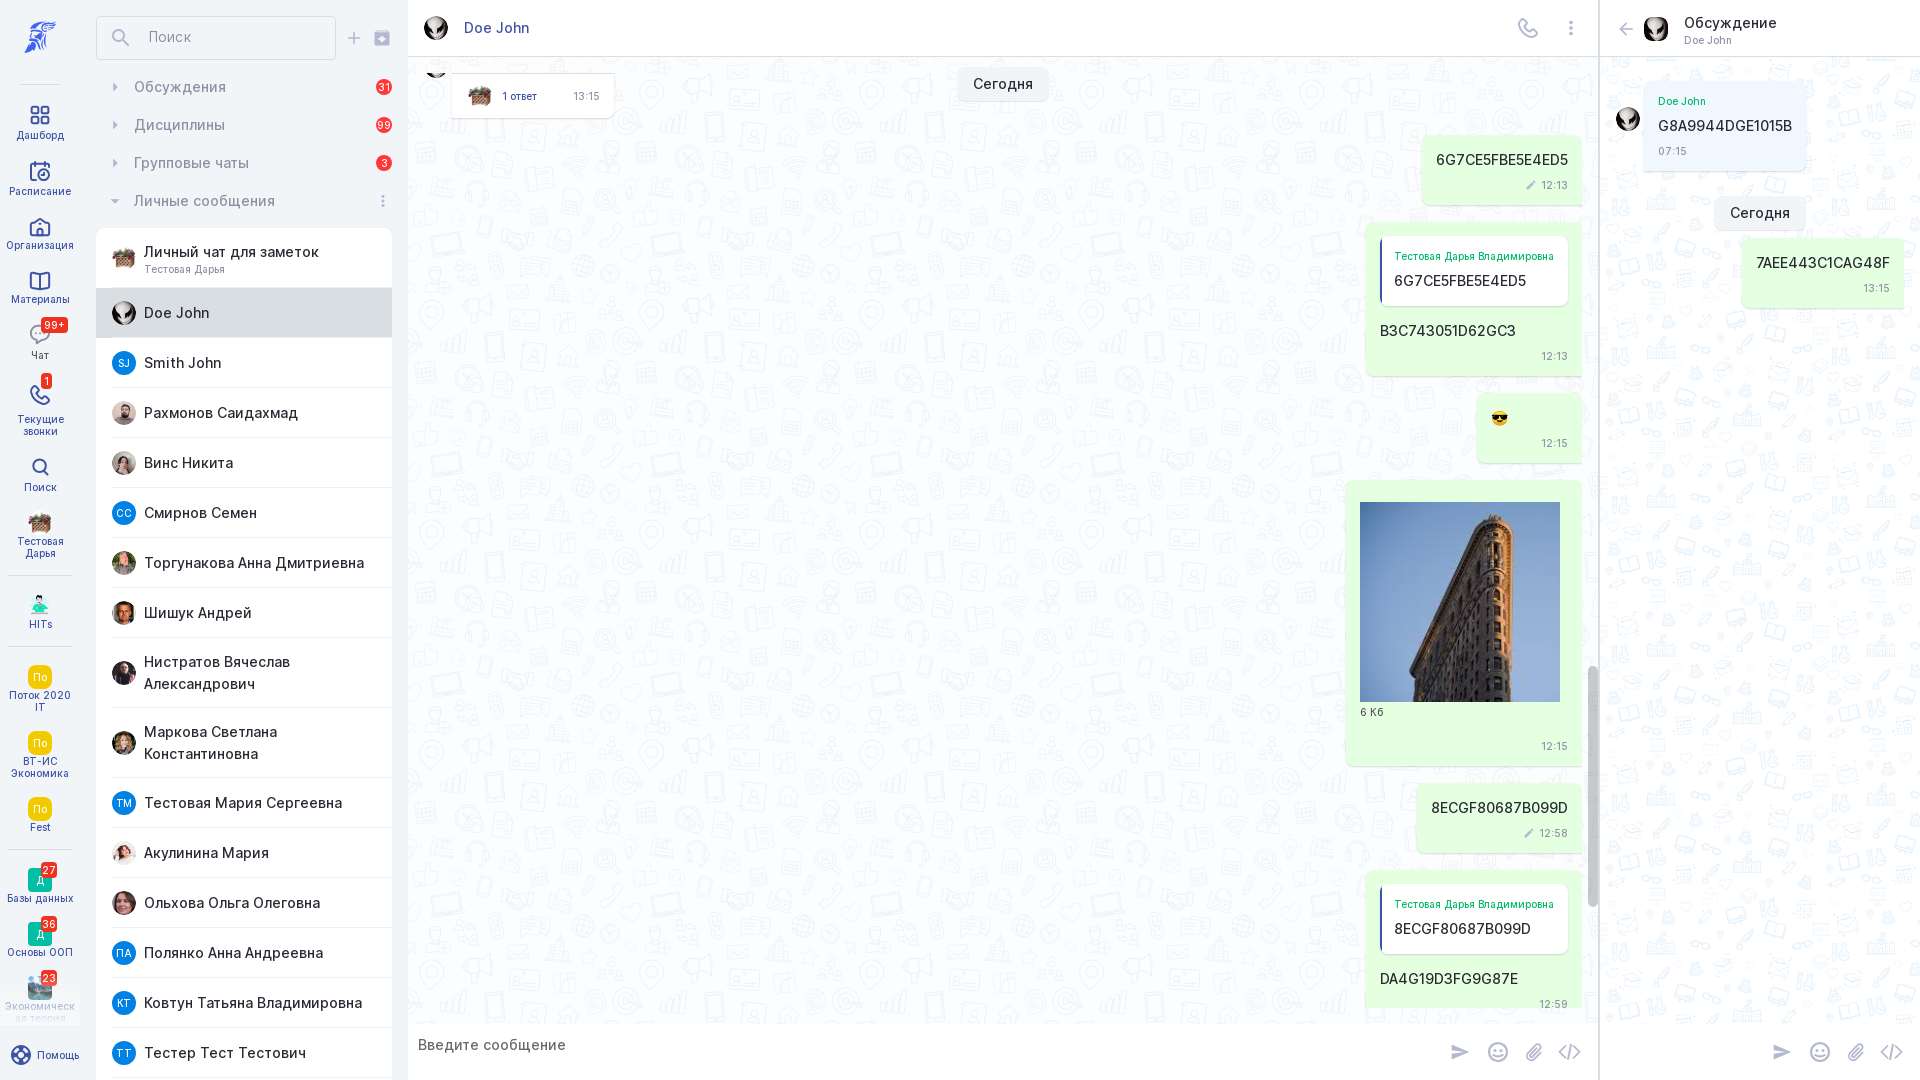 Дашборд
Расписание
Организация
Материалы
99+
Чат
1
Текущие
звонки
Поиск
Тестовая
Дарья
HITs
По
Поток 2020
IT
По
ВТ-ИС
Экономика
По
Fest
27
Д
Базы данных
36
Д
Основы ООП
23
Экономическ
ая теория
Помощь
Поиск
Обсуждения
31
Дисциплины
99
Групповые чаты
3
Личные сообщения
Личный чат для заметок
Тестовая Дарья
Doe John
SJ
Smith John
Рахмонов Саидахмад
Винс Никита
СС
Смирнов Семен
Торгунакова Анна Дмитриевна
Шишук Андрей
Нистратов Вячеслав
Александрович
Маркова Светлана
Константиновна
ТМ
Тестовая Мария Сергеевна
Акулинина Мария
Ольхова Ольга Олеговна
ПА
Полянко Анна Андреевна
КТ
Ковтун Татьяна Владимировна
ТТ
Тестер Тест Тестович
Doe John
1 ответ
13:15
Сегодня
6G7CE5FBE5E4ED5
12:13
Тестовая Дарья Владимировна
6G7CE5FBE5E4ED5
B3C743051D62GC3
12:13
12:15
6 Кб
12:15
8ECGF80687B099D
12:58
Тестовая Дарья Владимировна
8ECGF80687B099D
DA4G19D3FG9G87E
12:59
Введите сообщение
Обсуждение
Doe John
Doe John
G8A9944DGE1015B
07:15
Сегодня
7AEE443C1CAG48F
13:15